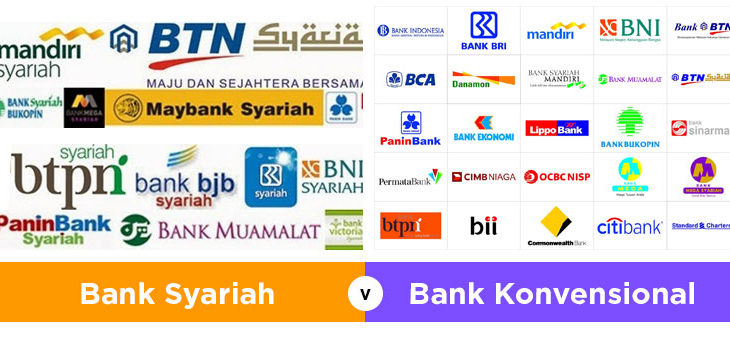 mandiri
syariah
BTN
Syariah
MAJU DAN SEJAHTERA BERSAMA
BANK Syariah
BUKOPIN
BANK MEGA
SYARIAH
Maybank Syariah
syariah
btpn
bank bjb
syariah
BRI
syariah
BNI
SYARIAH
PaninBank
Syariah
BANK MUAMALAT
bank
victoria
BANK INDONESIA
BANK BRI
mandiri
BNI
Bank BTN
BCA
Danamon
BANK SYARIAH
MANDIRI
BANK MUAMALAT
BTN Syariah
PaninBank
BANK EKONOMI
LippoBank
BANKBUKOPIN
bank
sinarma
PermataBank
CIMB NIAGA
OCBC NISP
BANK
MEGA
BANK
MEGA SYARIAH
btpn
bii
CommonwealthBank
citibank
Standard Charter
Bank Syariah
v
Bank Konvensional